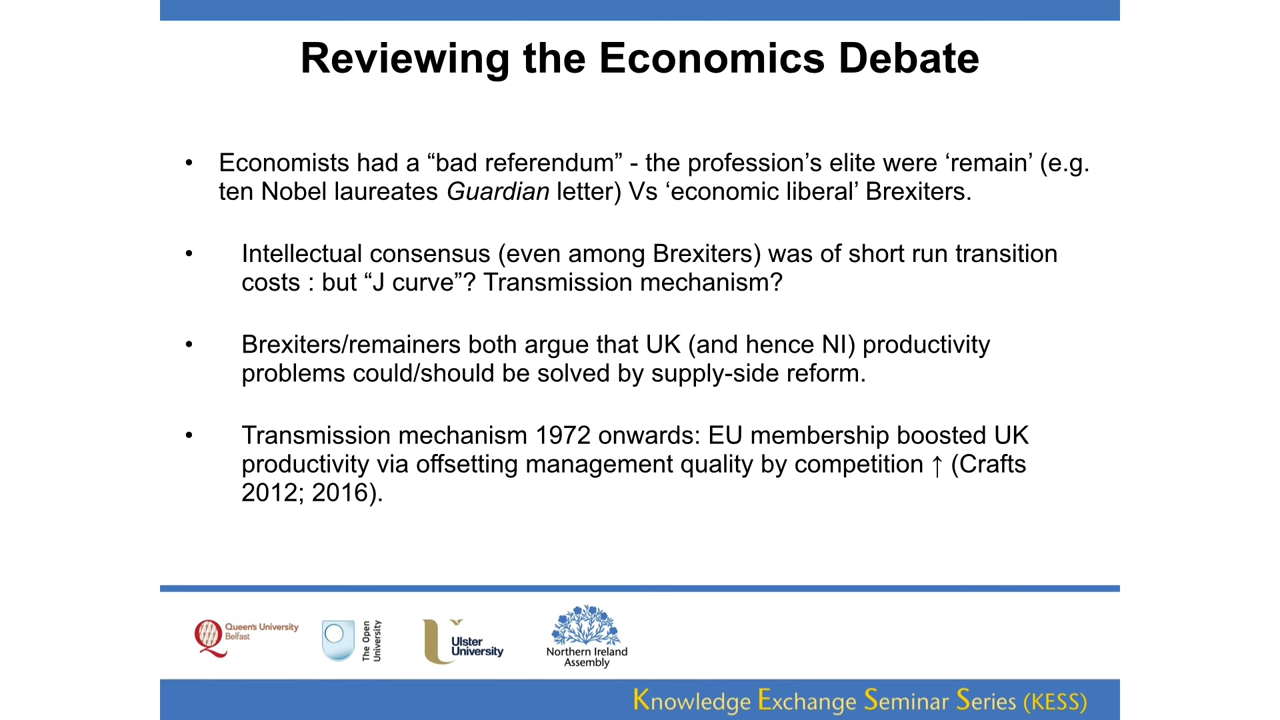 Reviewing the Economics Debate
• Economists had a “bad referendum” - the profession’s elite were ‘remain’ (e.g.
ten Nobel laureates Guardian letter) Vs ‘economic liberal’ Brexiters.
• Intellectual consensus (even among Brexiters) was of short run transition
costs : but “J curve”? Transmission mechanism?
• Brexiters/remainers both argue that UK (and hence NI) productivity
problems could/should be solved by supply-side reform.
• Transmission mechanism 1972 onwards: EU membership boosted UK
productivity via offsetting management quality by competition ↑ (Crafts
2012; 2016).
Queen's University
Belfast
The Open
University
Ulster
University
Northern Ireland
Assembly
Knowledge Exchange Seminar Series (KESS)